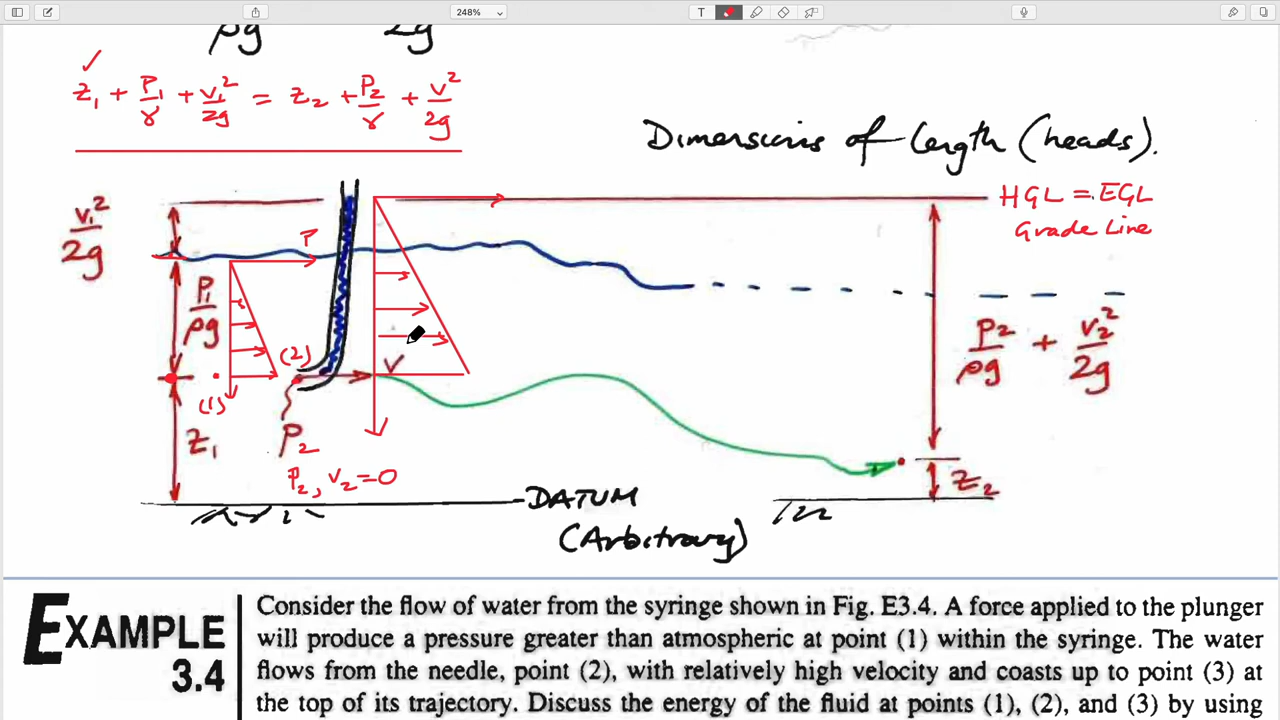 248%
T
ρg 2g
✓
z₁ + P₁/γ + v₁²/2g = z₂ + P₂/γ + v²/2g
Dimensions of length (heads).
v₁²/2g
HGL = EGL
Grade Line
P
P₁/ρg
(2)
V
P₂/ρg + v₂²/2g
(1)
z₁
P₂
P₂, v₂ = 0
z₂
DATUM
(Arbitrary)
EXAMPLE
3.4
Consider the flow of water from the syringe shown in Fig. E3.4. A force applied to the plunger
will produce a pressure greater than atmospheric at point (1) within the syringe. The water
flows from the needle, point (2), with relatively high velocity and coasts up to point (3) at
the top of its trajectory. Discuss the energy of the fluid at points (1), (2), and (3) by using